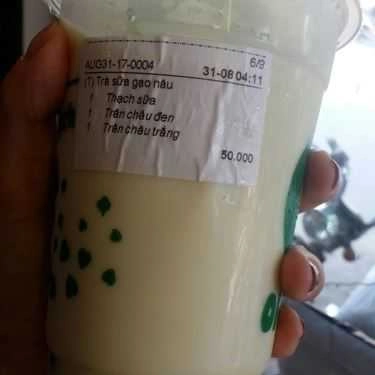 AUG31-17-0004 6/9
31-08 04:11
(T) Trà sữa gạo nâu
1 Thạch sữa
1 Trân châu đen
1 Trân châu trắng
50.000